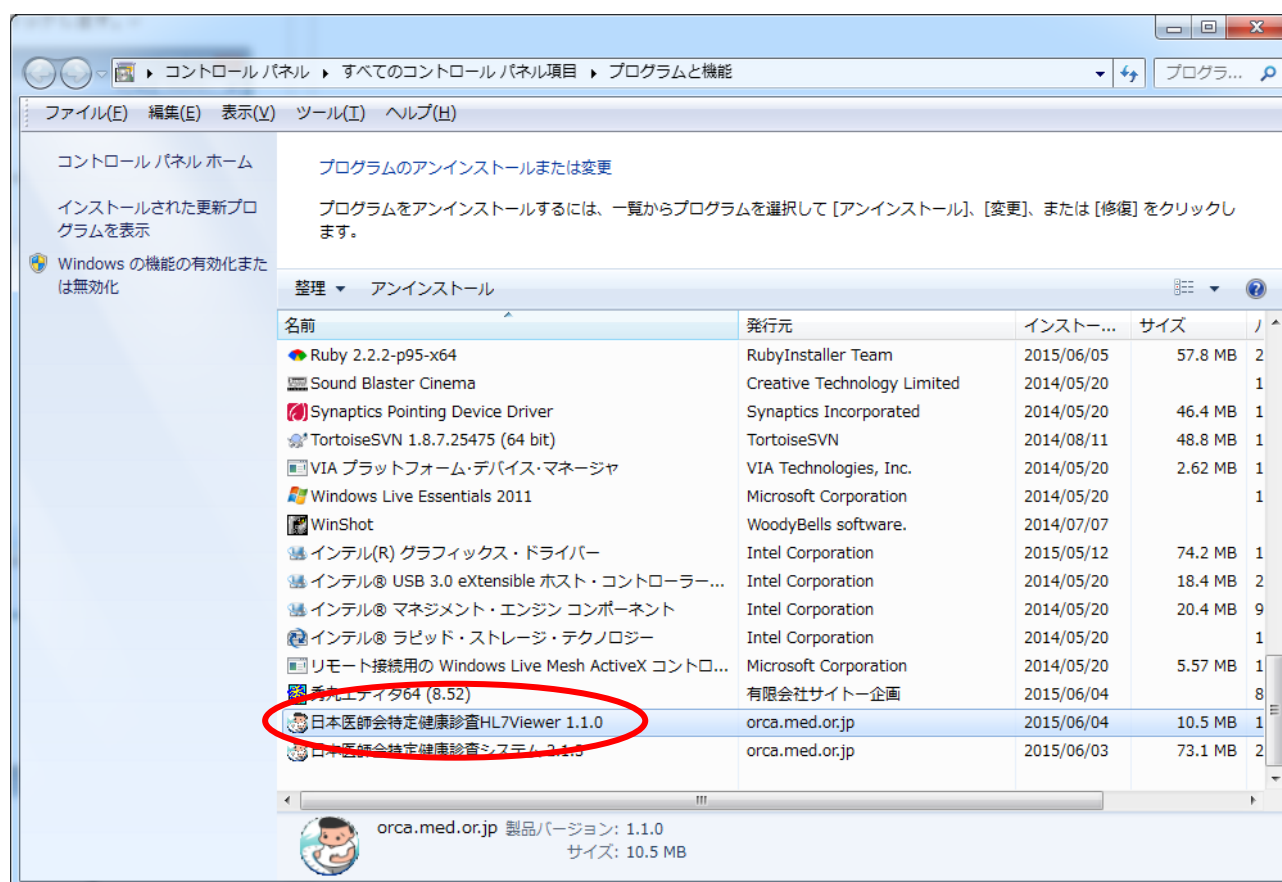 コントロール パネル ▸ すべてのコントロール パネル項目 ▸ プログラムと機能
プログラ...
ファイル(F) 編集(E) 表示(V) ツール(T) ヘルプ(H)
コントロール パネル ホーム
インストールされた更新プロ
グラムを表示
Windows の機能の有効化また
は無効化
プログラムのアンインストールまたは変更
プログラムをアンインストールするには、一覧からプログラムを選択して [アンインストール]、[変更]、または [修復] をクリックし
ます。
整理 アンインストール
名前 発行元 インストー... サイズ バ
Ruby 2.2.2-p95-x64 RubyInstaller Team 2015/06/05 57.8 MB 2
Sound Blaster Cinema Creative Technology Limited 2014/05/20 1
Synaptics Pointing Device Driver Synaptics Incorporated 2014/05/20 46.4 MB 1
TortoiseSVN 1.8.7.25475 (64 bit) TortoiseSVN 2014/08/11 48.8 MB 1
VIA プラットフォーム・デバイス・マネージャ VIA Technologies, Inc. 2014/05/20 2.62 MB 1
Windows Live Essentials 2011 Microsoft Corporation 2014/05/20 1
WinShot WoodyBells software. 2014/07/07
インテル(R) グラフィックス・ドライバー Intel Corporation 2015/05/12 74.2 MB 1
インテル® USB 3.0 eXtensible ホスト・コントローラー... Intel Corporation 2014/05/20 18.4 MB 2
インテル® マネジメント・エンジン コンポーネント Intel Corporation 2014/05/20 20.4 MB 9
インテル® ラピッド・ストレージ・テクノロジー Intel Corporation 2014/05/20 1
リモート接続用の Windows Live Mesh ActiveX コントロ... Microsoft Corporation 2014/05/20 5.57 MB 1
秀丸エディタ64 (8.52) 有限会社サイトー企画 2015/06/04 8
日本医師会特定健康診査HL7Viewer 1.1.0 orca.med.or.jp 2015/06/04 10.5 MB 1
日本医師会特定健康診査システム 2.1.3 orca.med.or.jp 2015/06/03 73.1 MB 2
orca.med.or.jp 製品バージョン: 1.1.0
サイズ: 10.5 MB